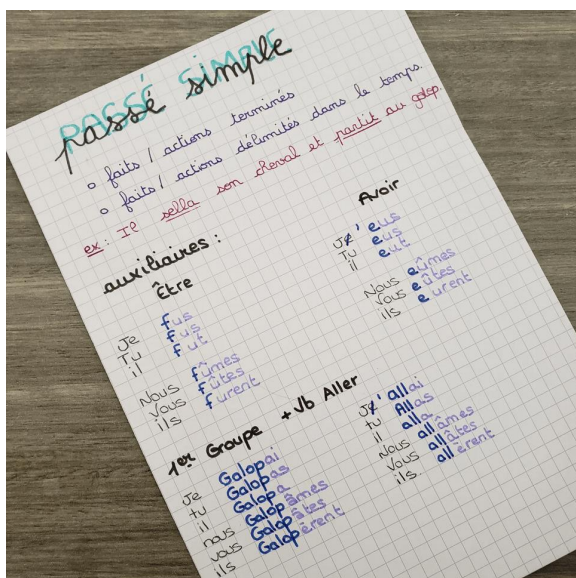 PASSÉ SIMPLE
passé simple
o faits / actions terminés
o faits / actions délimités dans le temps.
ex : Il sella son cheval et partit au galop.
auxiliaires :
Être
Je fus
Tu fus
il fut
Nous fûmes
Vous fûtes
ils furent
Avoir
J' eus
Tu eus
il eut
Nous eûmes
Vous eûtes
ils eurent
1er Groupe + Vb Aller
Je Galopai
tu Galopas
il Galopa
nous Galopâmes
vous Galopâtes
ils Galopèrent
J' allai
tu Allas
il alla
Nous allâmes
Vous allâtes
ils. allèrent